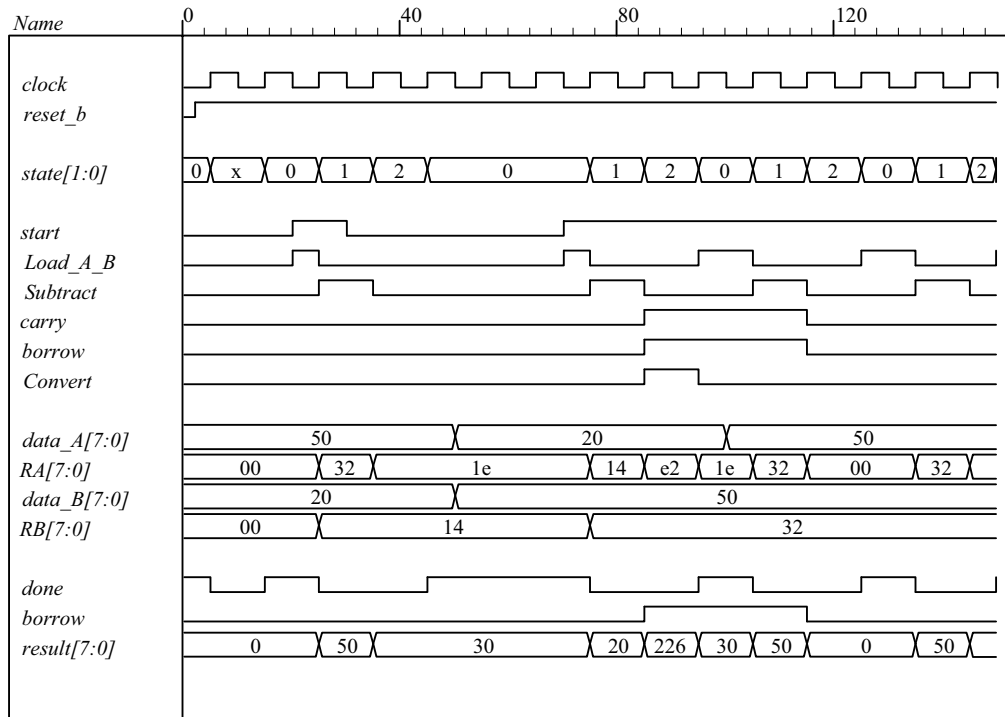 Name 0 40 80 120
clock
reset_b
state[1:0] 0 x 0 1 2 0 1 2 0 1 2 0 1 2
start
Load_A_B
Subtract
carry
borrow
Convert
data_A[7:0] 50 20 50
RA[7:0] 00 32 1e 14 e2 1e 32 00 32
data_B[7:0] 20 50
RB[7:0] 00 14 32
done
borrow
result[7:0] 0 50 30 20 226 30 50 0 50